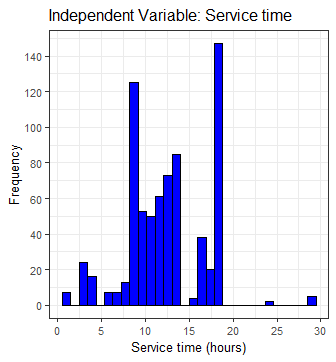 Independent Variable: Service time
140
120
100
80
60
40
20
0
Frequency
0 5 10 15 20 25 30
Service time (hours)